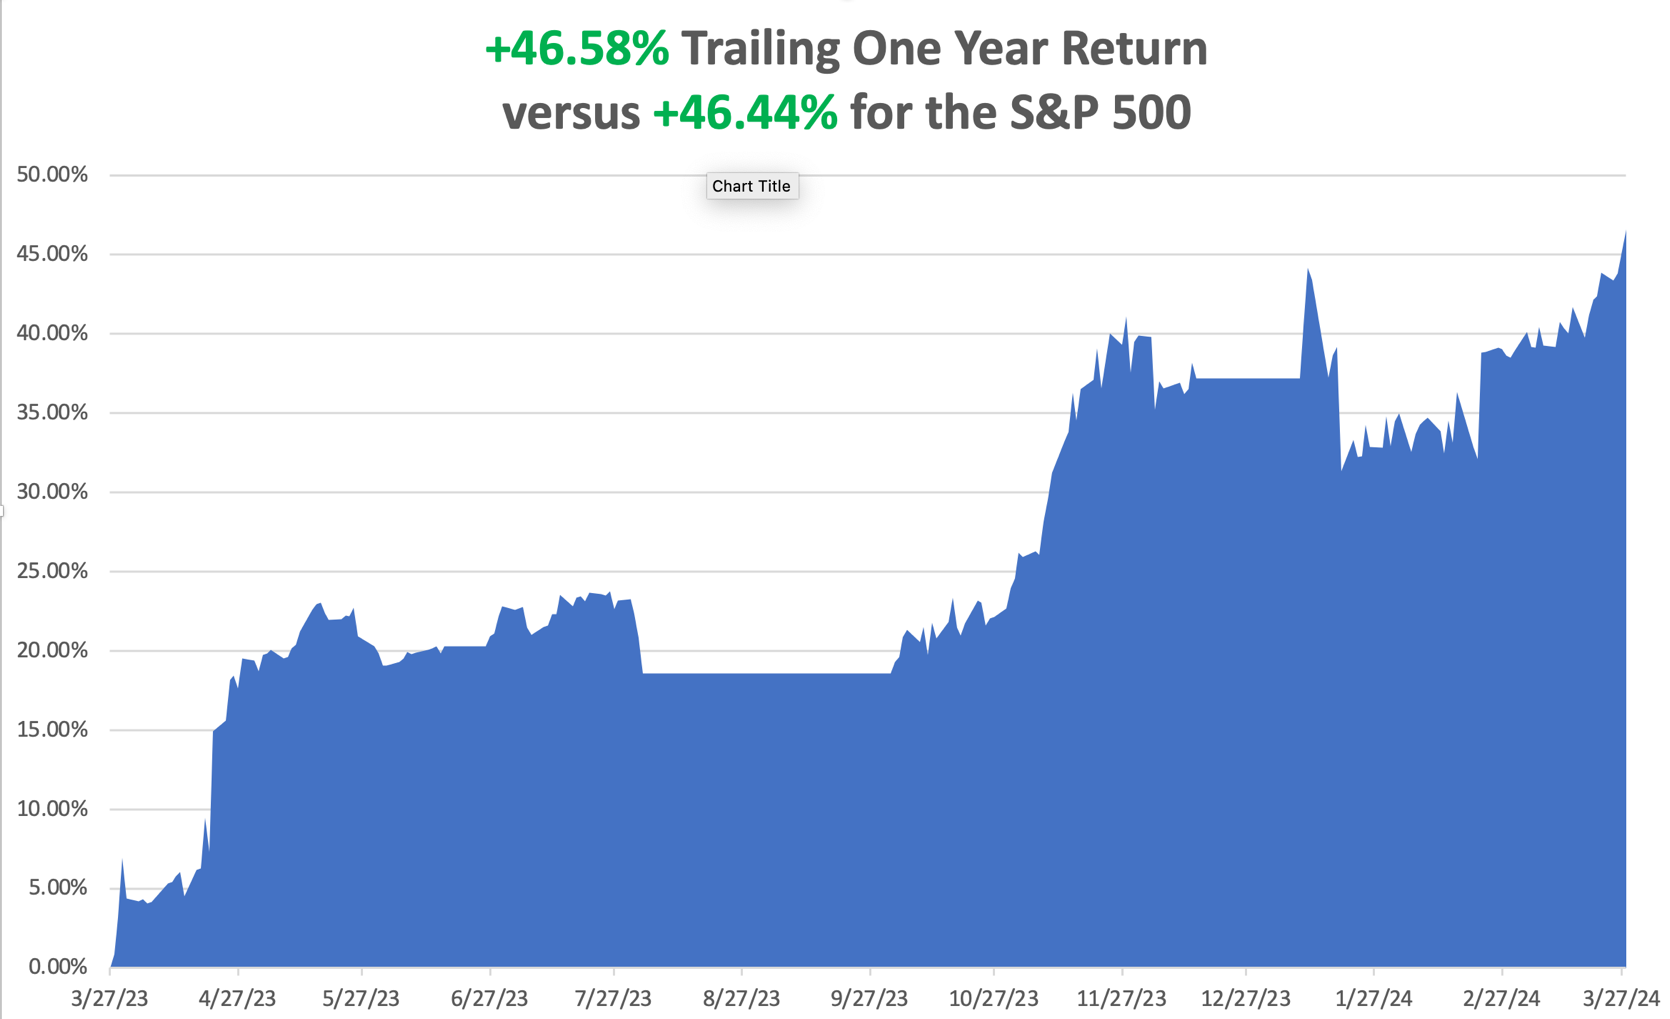 +46.58% Trailing One Year Return
versus +46.44% for the S&P 500
50.00%
Chart Title
45.00%
40.00%
35.00%
30.00%
25.00%
20.00%
15.00%
10.00%
5.00%
0.00%
3/27/23 4/27/23 5/27/23 6/27/23 7/27/23 8/27/23 9/27/23 10/27/23 11/27/23 12/27/23 1/27/24 2/27/24 3/27/24